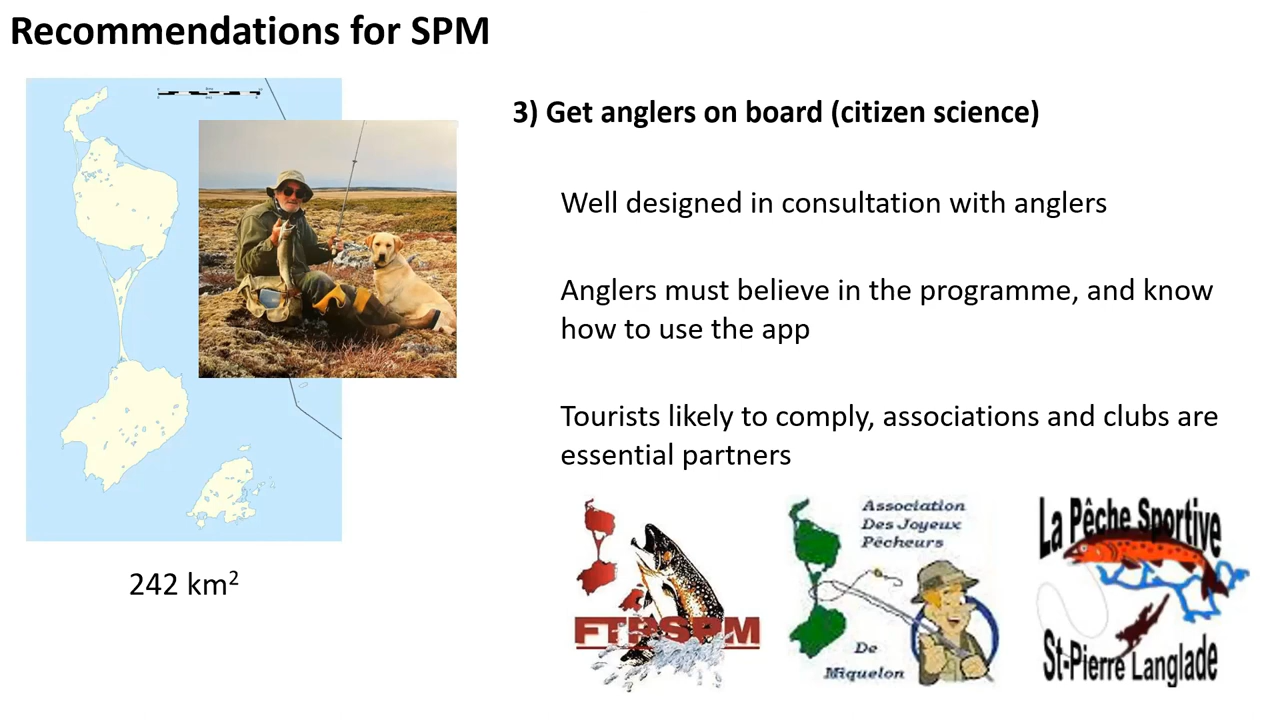 Recommendations for SPM
3) Get anglers on board (citizen science)
Well designed in consultation with anglers
Anglers must believe in the programme, and know
how to use the app
Tourists likely to comply, associations and clubs are
essential partners
242 km²
FTPSPM
Association
Des Joyeux
Pêcheurs
De
Miquelon
La Pêche Sportive
St-Pierre Langlade